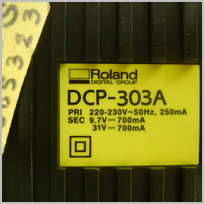 Roland
DIGITAL GROUP
DCP-303A
PRI 220-230V~50Hz, 250mA
SEC 9.7V⎓700mA
31V⎓700mA